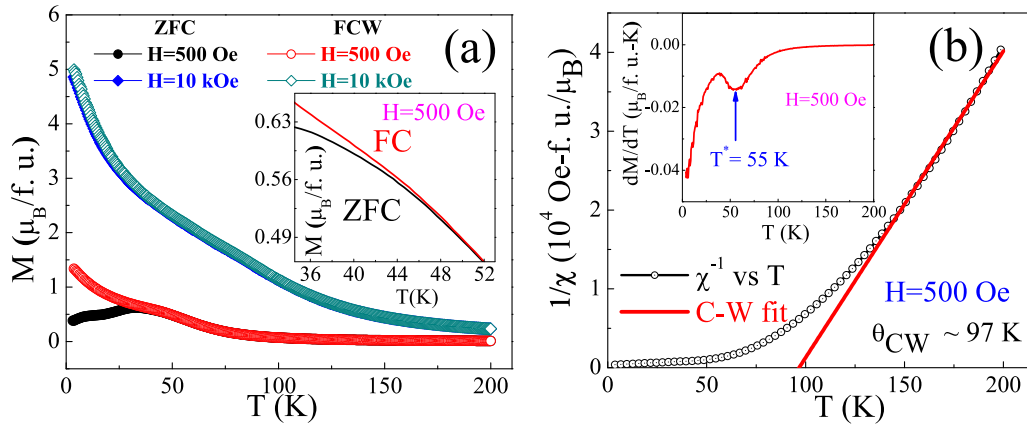 ZFC FCW
H=500 Oe H=500 Oe
H=10 kOe H=10 kOe
(a)
6
5
4
3
2
1
0
M (μB/f. u.)
0 50 100 150 200
T (K)
H=500 Oe
FC
ZFC
0.63
0.56
0.49
M (μB/f. u.)
36 40 44 48 52
T(K)
(b)
4
3
2
1
0
1/χ (10⁴ Oe-f. u./μB)
0 50 100 150 200
T (K)
χ⁻¹ vs T
C-W fit
H=500 Oe
θCW ~ 97 K
0.00
-0.02
-0.04
dM/dT (μB/f. u.-K)
H=500 Oe
T*= 55 K
0 50 100 150 200
T (K)